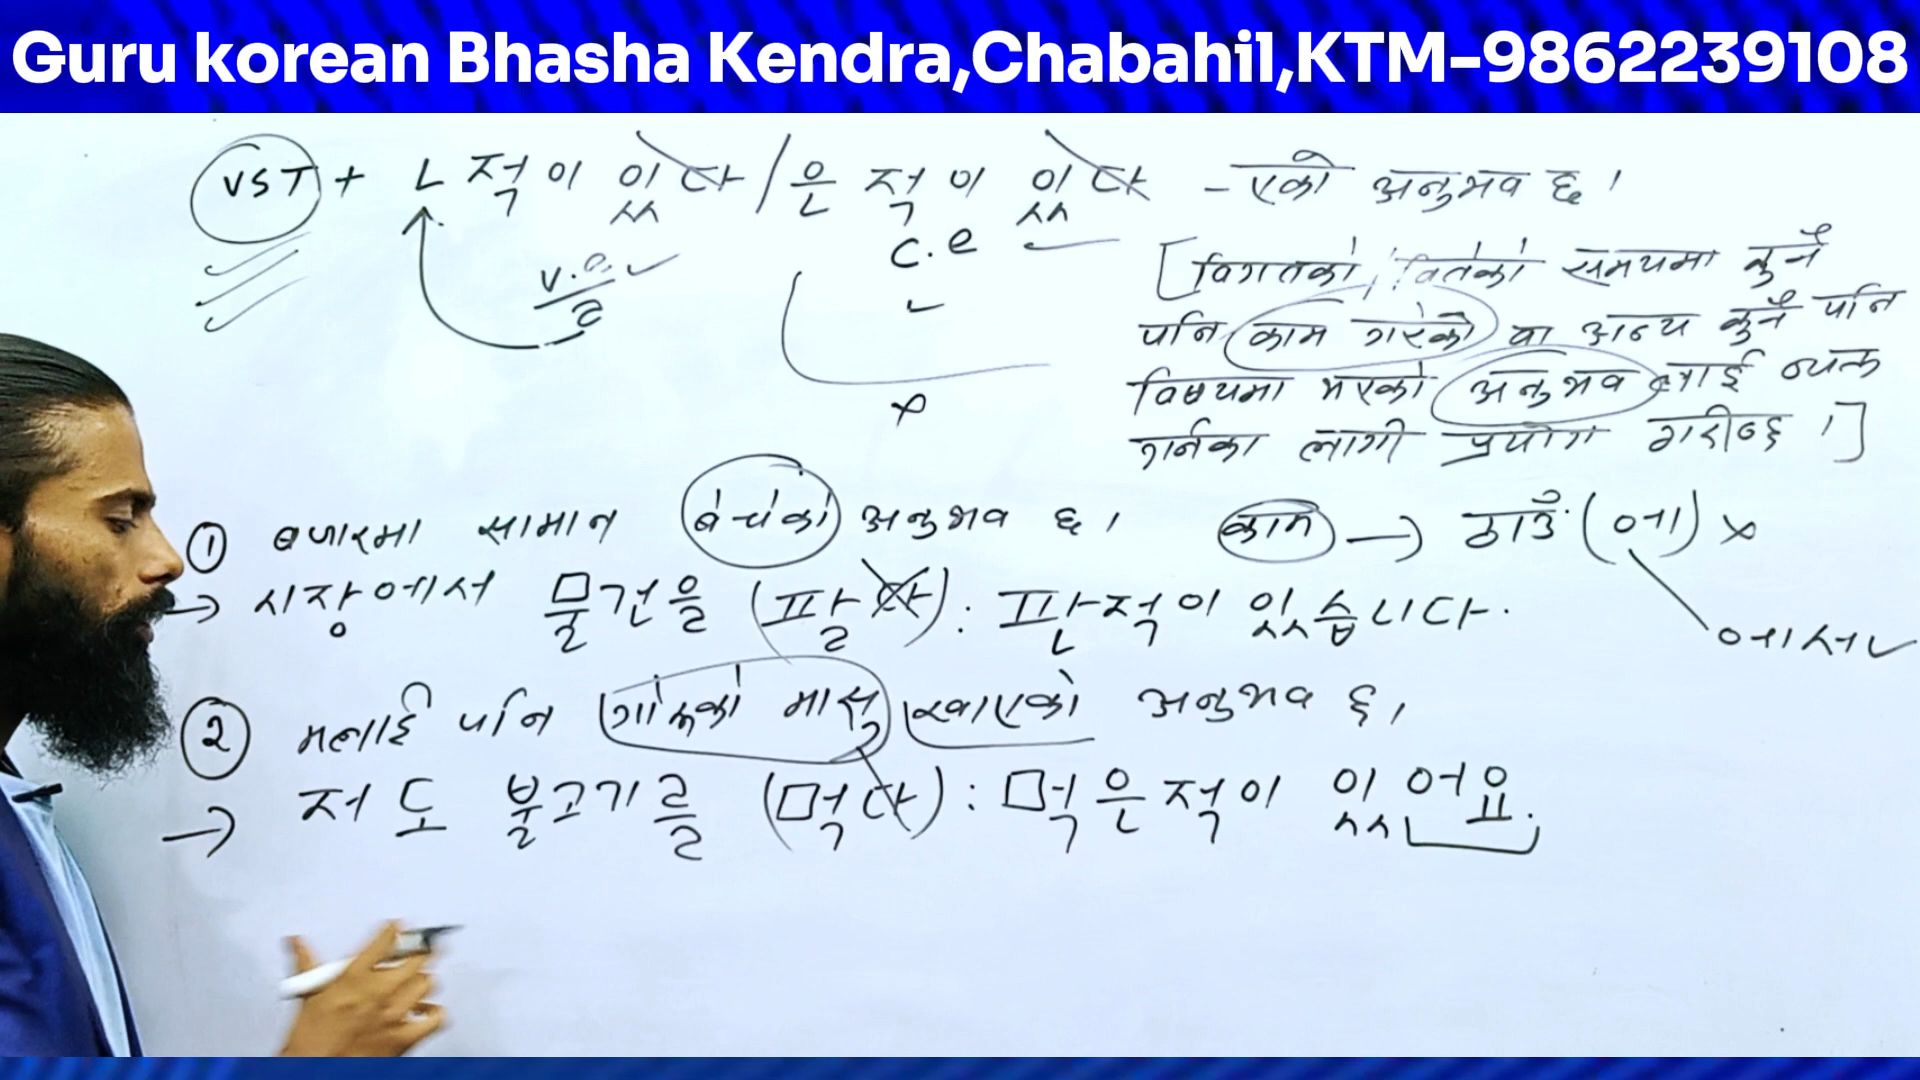 Guru korean Bhasha Kendra,Chabahil,KTM-9862239108
VST + ㄴ 적이 있다 / 은 적이 있다 - एको अनुभव छ।
v.e ✓ c.e
ㄹ
[विगतको / वितेको समयमा कुनै
पनि काम गरेको वा अन्य कुनै पनि
विषयमा भएको अनुभव लाई व्यक्त
गर्नका लागी प्रयोग गरीन्छ।]
① बजारमा सामान बेचेको अनुभव छ। काम → ठाउँ (에) x
→ 시장에서 물건을 (팔다): 판적이 있습니다.
에서 ✓
② मलाई पनि गोरुको मासु खाएको अनुभव छ।
→ 저도 불고기를 (먹다): 먹은적이 있어요.